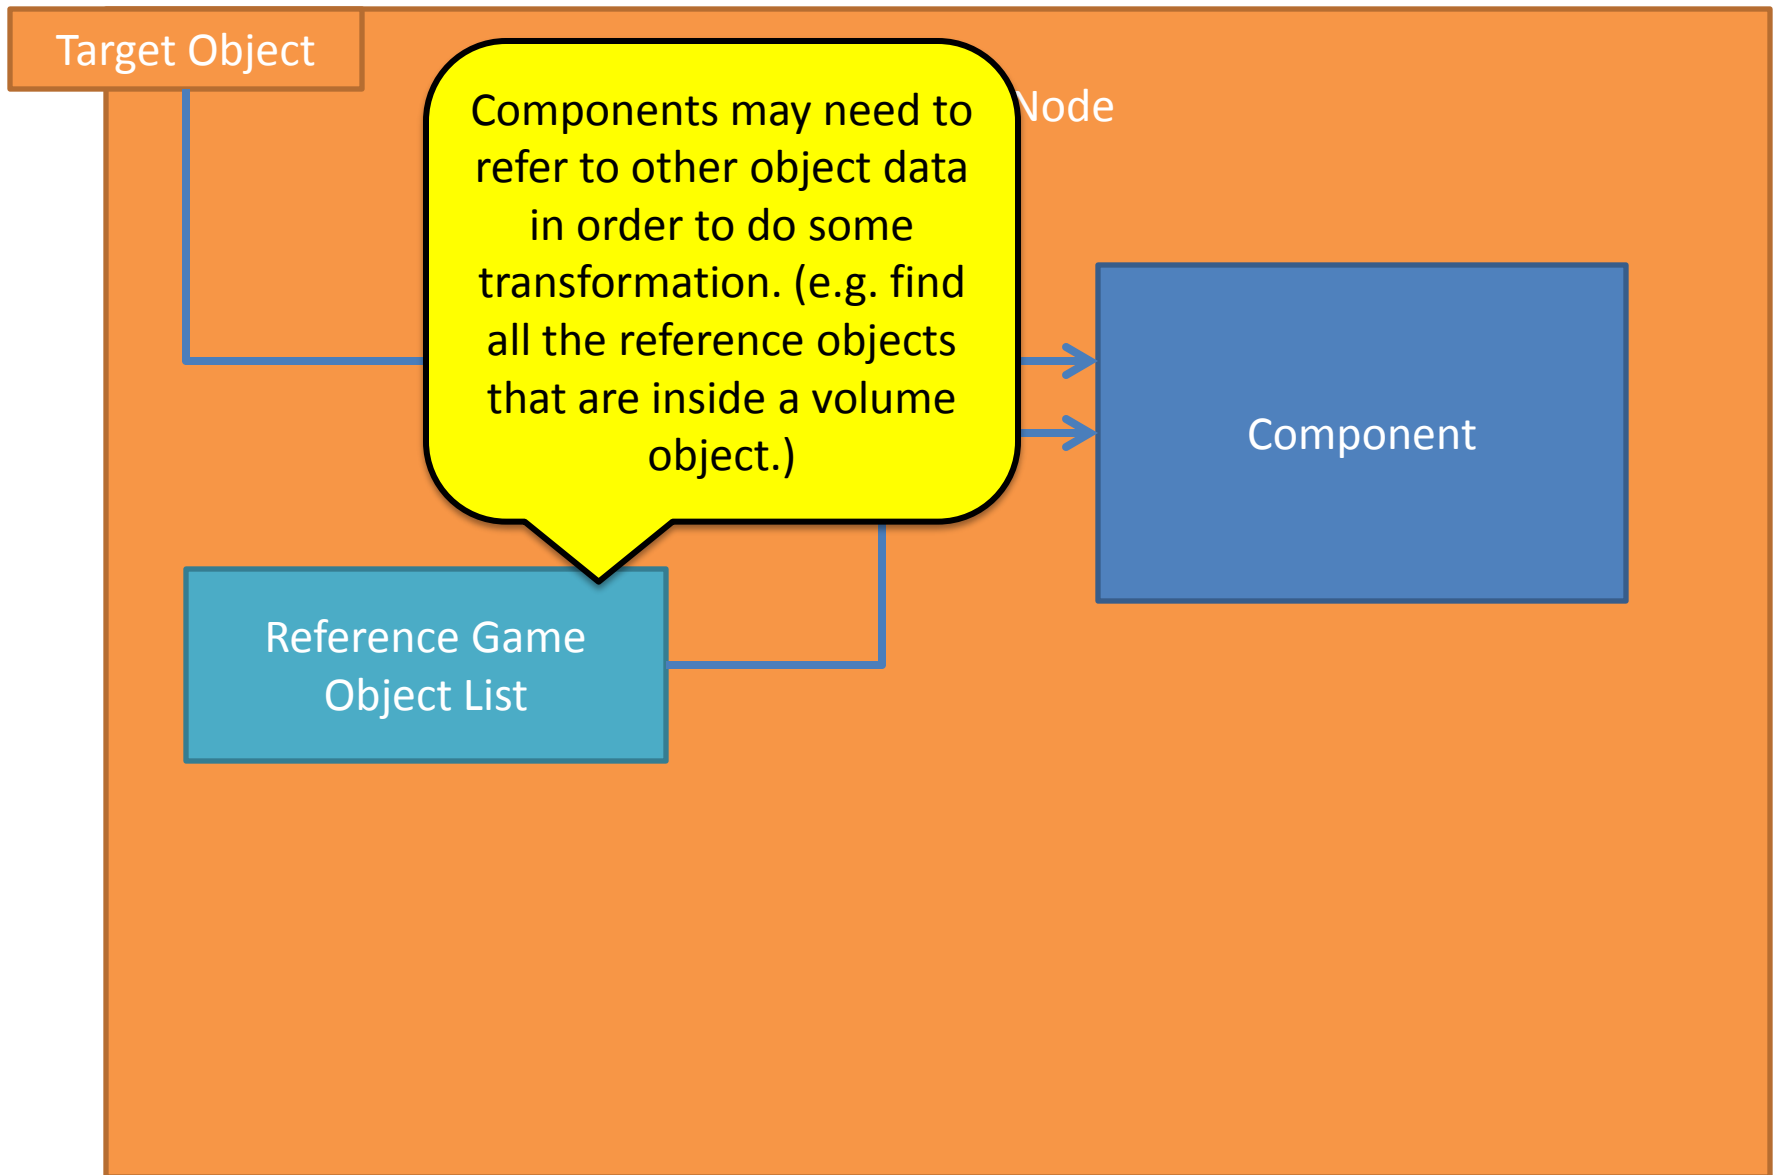 Target Object
Node
Components may need to
refer to other object data
in order to do some
transformation. (e.g. find
all the reference objects
that are inside a volume
object.)
Component
Reference Game
Object List